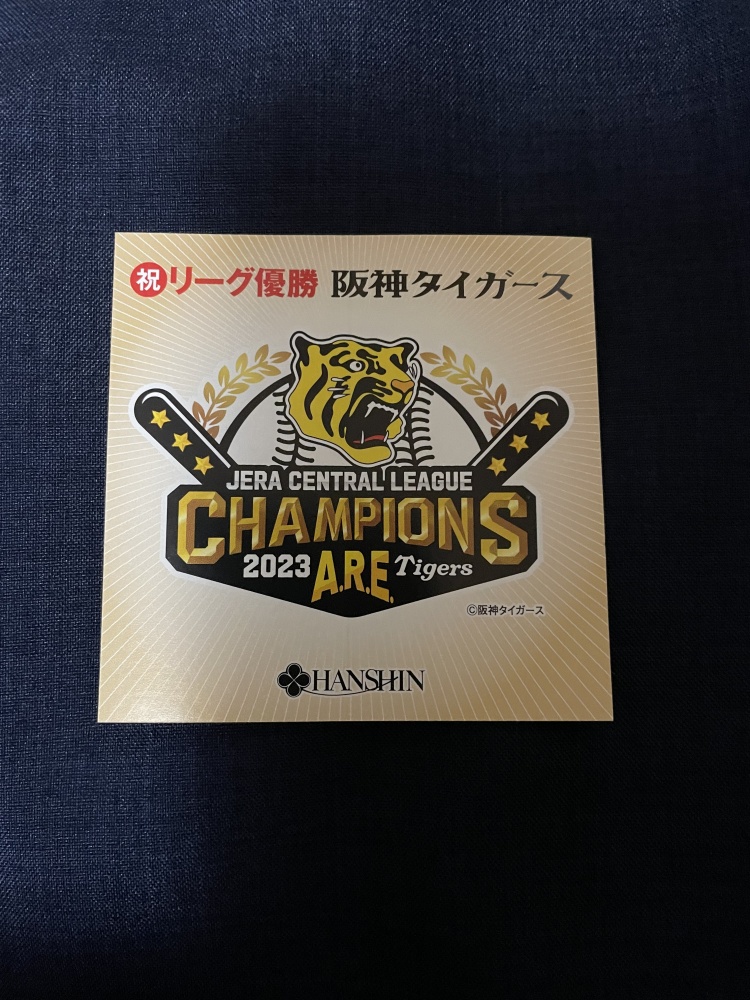 祝リーグ優勝 阪神タイガース
JERA CENTRAL LEAGUE
CHAMPIONS
2023 A.R.E. Tigers
©阪神タイガース
HANSHIN